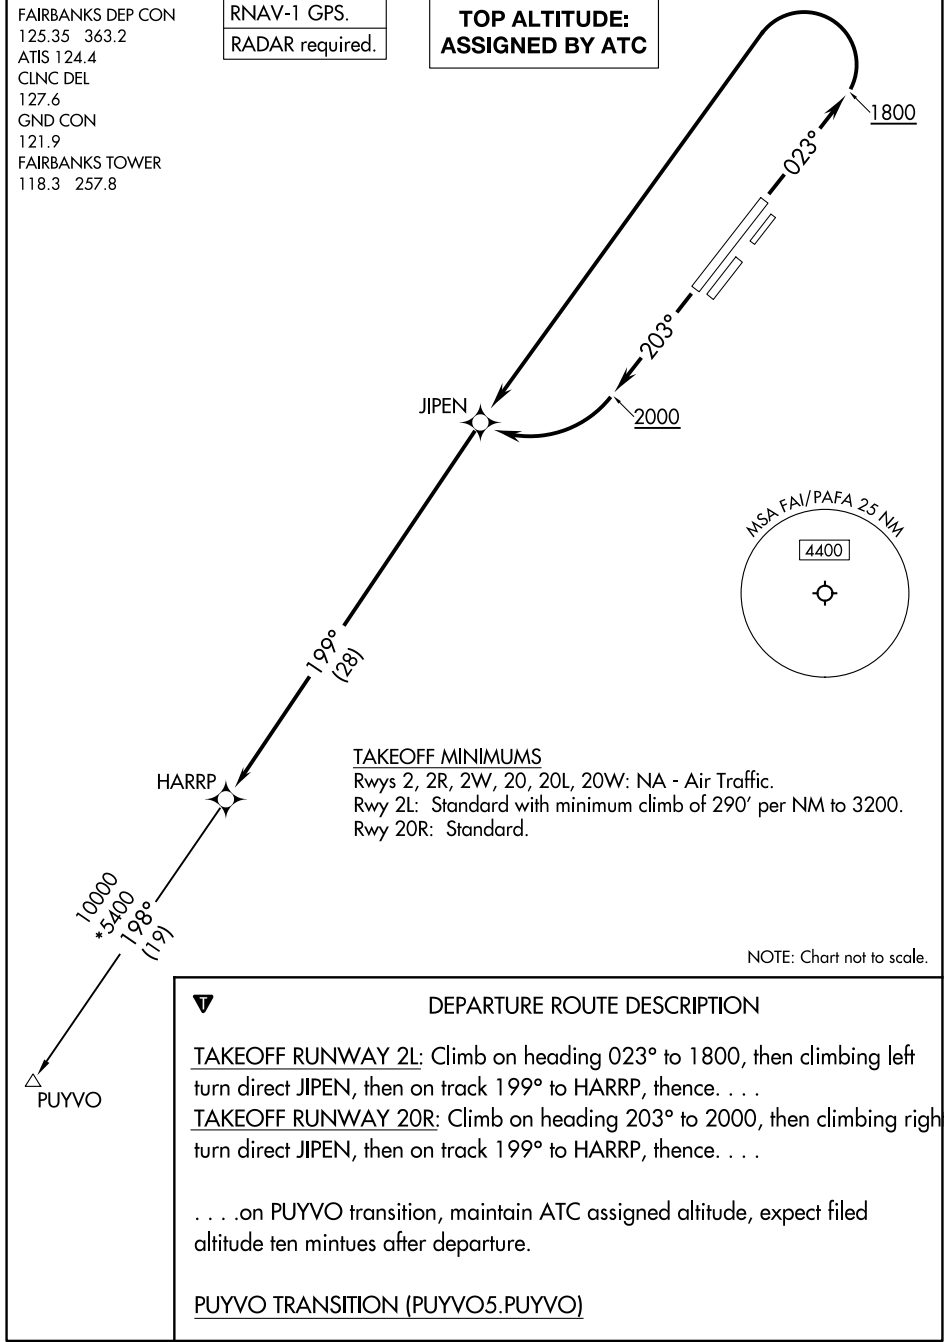 FAIRBANKS DEP CON
125.35 363.2
ATIS 124.4
CLNC DEL
127.6
GND CON
121.9
FAIRBANKS TOWER
118.3 257.8
RNAV-1 GPS.
RADAR required.
TOP ALTITUDE:
ASSIGNED BY ATC
1800
023°
203°
2000
JIPEN
MSA FAI/PAFA 25 NM
4400
199°
(28)
HARRP
TAKEOFF MINIMUMS
Rwys 2, 2R, 2W, 20, 20L, 20W: NA - Air Traffic.
Rwy 2L: Standard with minimum climb of 290' per NM to 3200.
Rwy 20R: Standard.
10000
*5400
198°
(19)
PUYVO
NOTE: Chart not to scale.
T
DEPARTURE ROUTE DESCRIPTION
TAKEOFF RUNWAY 2L: Climb on heading 023° to 1800, then climbing left
turn direct JIPEN, then on track 199° to HARRP, thence. . . .
TAKEOFF RUNWAY 20R: Climb on heading 203° to 2000, then climbing righ
turn direct JIPEN, then on track 199° to HARRP, thence. . . .
. . . .on PUYVO transition, maintain ATC assigned altitude, expect filed
altitude ten mintues after departure.
PUYVO TRANSITION (PUYVO5.PUYVO)